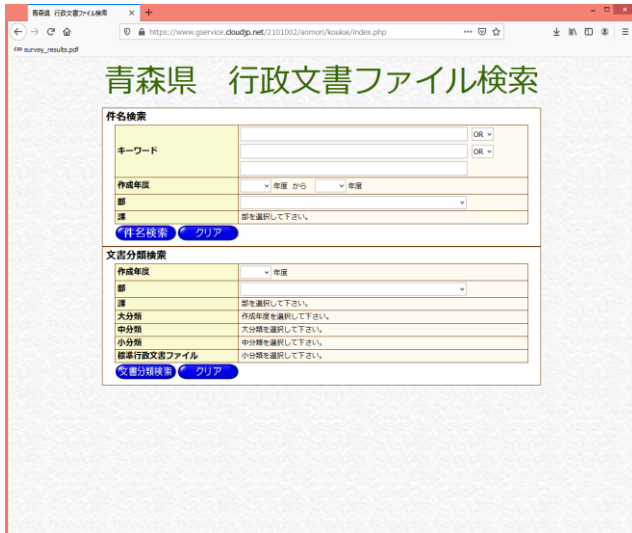 青森県 行政文書ファイル検索
https://www.gservice.cloudjp.net/2101002/aomori/koukai/index.php
survey_results.pdf
青森県 行政文書ファイル検索
件名検索
キーワード
OR
OR
作成年度 年度 から 年度
部
課 部を選択して下さい。
件名検索 クリア
文書分類検索
作成年度 年度
部
課 部を選択して下さい。
大分類 作成年度を選択して下さい。
中分類 大分類を選択して下さい。
小分類 中分類を選択して下さい。
標準行政文書ファイル 小分類を選択して下さい。
文書分類検索 クリア